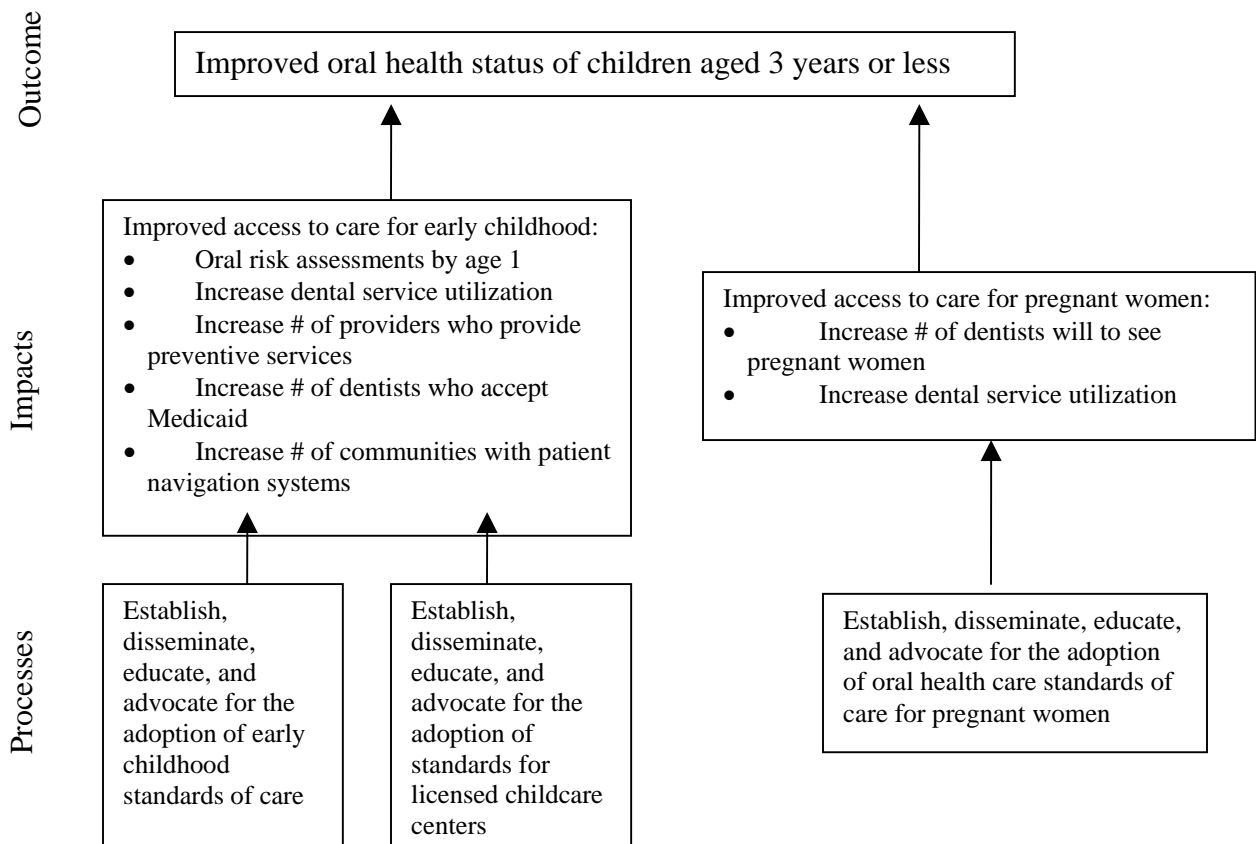 Outcome
Improved oral health status of children aged 3 years or less
Impacts
Improved access to care for early childhood:
• Oral risk assessments by age 1
• Increase dental service utilization
• Increase # of providers who provide
preventive services
• Increase # of dentists who accept
Medicaid
• Increase # of communities with patient
navigation systems
Improved access to care for pregnant women:
• Increase # of dentists will to see
pregnant women
• Increase dental service utilization
Processes
Establish,
disseminate,
educate, and
advocate for the
adoption of early
childhood
standards of care
Establish,
disseminate,
educate, and
advocate for the
adoption of
standards for
licensed childcare
centers
Establish, disseminate, educate,
and advocate for the adoption
of oral health care standards of
care for pregnant women